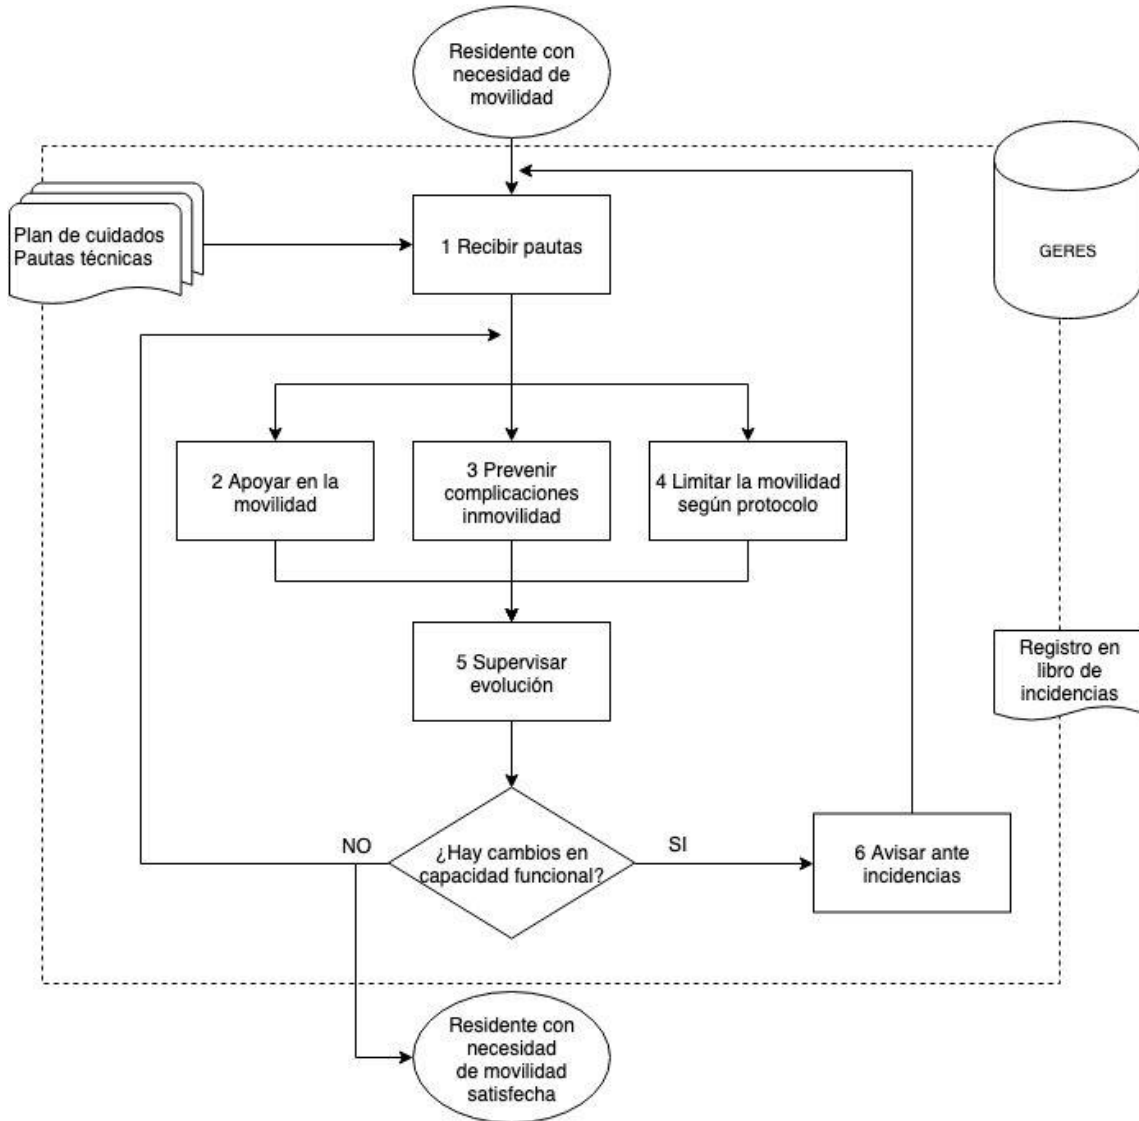 Residente con
necesidad de
movilidad
Plan de cuidados
Pautas técnicas
1 Recibir pautas
GERES
2 Apoyar en la
movilidad
3 Prevenir
complicaciones
inmovilidad
4 Limitar la movilidad
según protocolo
5 Supervisar
evolución
Registro en
libro de
incidencias
NO
¿Hay cambios en
capacidad funcional?
SI
6 Avisar ante
incidencias
Residente con
necesidad
de movilidad
satisfecha